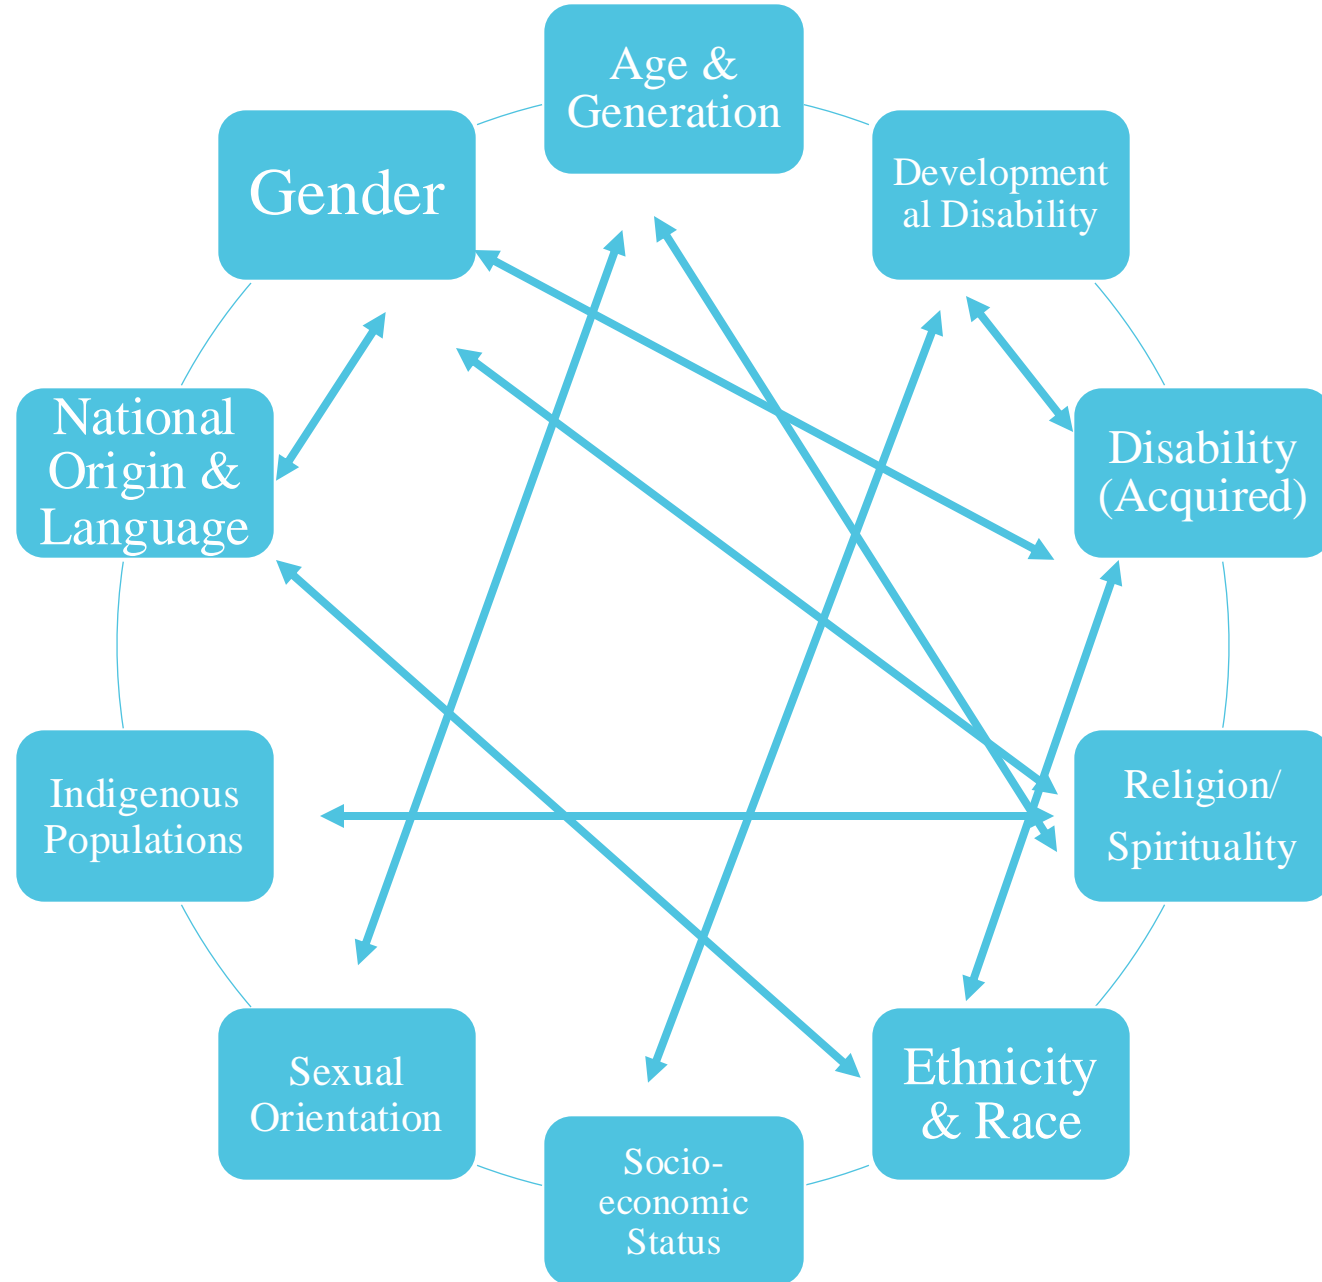 Age &
Generation
Development
al Disability
Disability
(Acquired)
Religion/
Spirituality
Ethnicity
& Race
Socio-
economic
Status
Sexual
Orientation
Indigenous
Populations
National
Origin &
Language
Gender